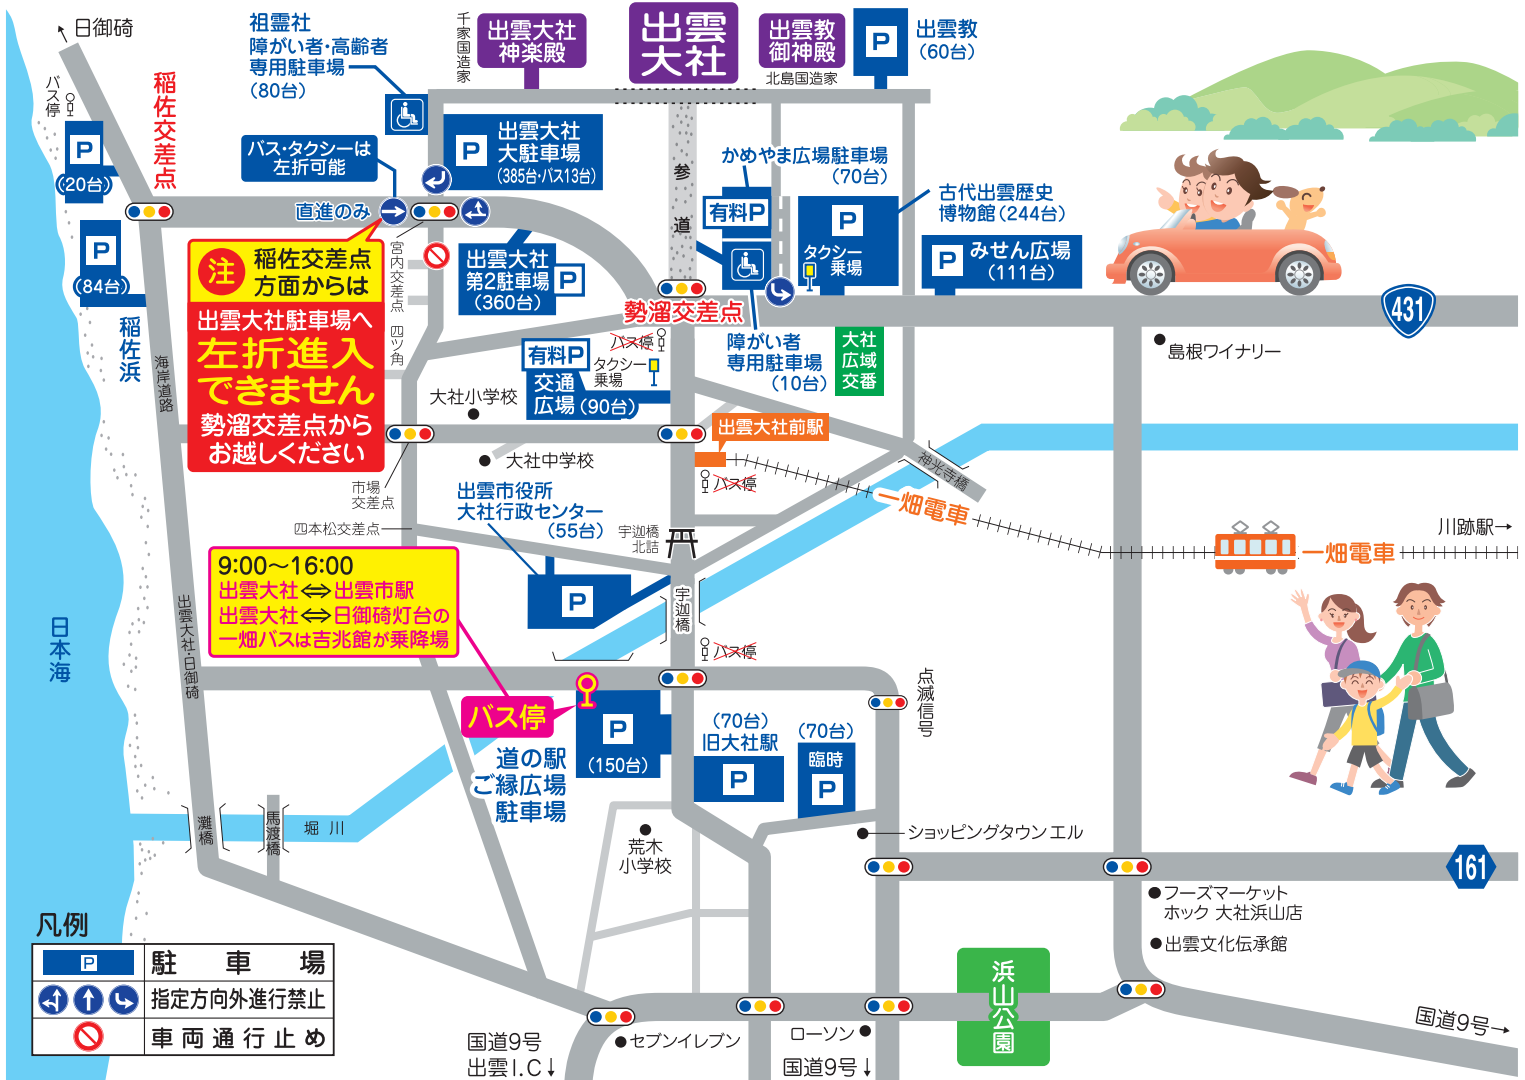 日御碕
バス停
稲佐交差点
祖霊社
障がい者・高齢者
専用駐車場
(80台)
千家国造家
出雲大社
神楽殿
出雲
大社
出雲教
御神殿
北島国造家
P
出雲教
(60台)
P
(20台)
P
(84台)
バス・タクシーは
左折可能
直進のみ
P
出雲大社
大駐車場
(385台・バス13台)
参道
かめやま広場駐車場
(70台)
有料P
P
タクシー
乗場
古代出雲歴史
博物館(244台)
P
みせん広場
(111台)
出雲大社
第2駐車場
(360台)
P
勢溜交差点
431
注
稲佐交差点
方面からは
出雲大社駐車場へ
左折進入
できません
勢溜交差点から
お越しください
宮内交差点
四ツ角
稲佐浜
海岸道路
バス停
有料P
交通
広場(90台)
タクシー
乗場
障がい者
専用駐車場
(10台)
大社
広域
交番
島根ワイナリー
大社小学校
大社中学校
出雲大社前駅
バス停
神光寺橋
一畑電車
市場
交差点
四本松交差点
出雲市役所
大社行政センター
(55台)
P
宇迦橋
北詰
宇迦橋
バス停
川跡駅→
一畑電車
9:00〜16:00
出雲大社⇔出雲市駅
出雲大社⇔日御碕灯台の
一畑バスは吉兆館が乗降場
出雲大社・日御碕
日本海
バス停
P
(150台)
道の駅
ご縁広場
駐車場
(70台)
旧大社駅
P
(70台)
臨時
P
点滅信号
灘橋
馬渡橋
堀川
荒木
小学校
ショッピングタウン エル
161
フーズマーケット
ホック 大社浜山店
出雲文化伝承館
浜山公園
国道9号→
凡例
P
駐車場
指定方向外進行禁止
車両通行止め
国道9号
出雲I.C↓
セブンイレブン
ローソン
国道9号↓